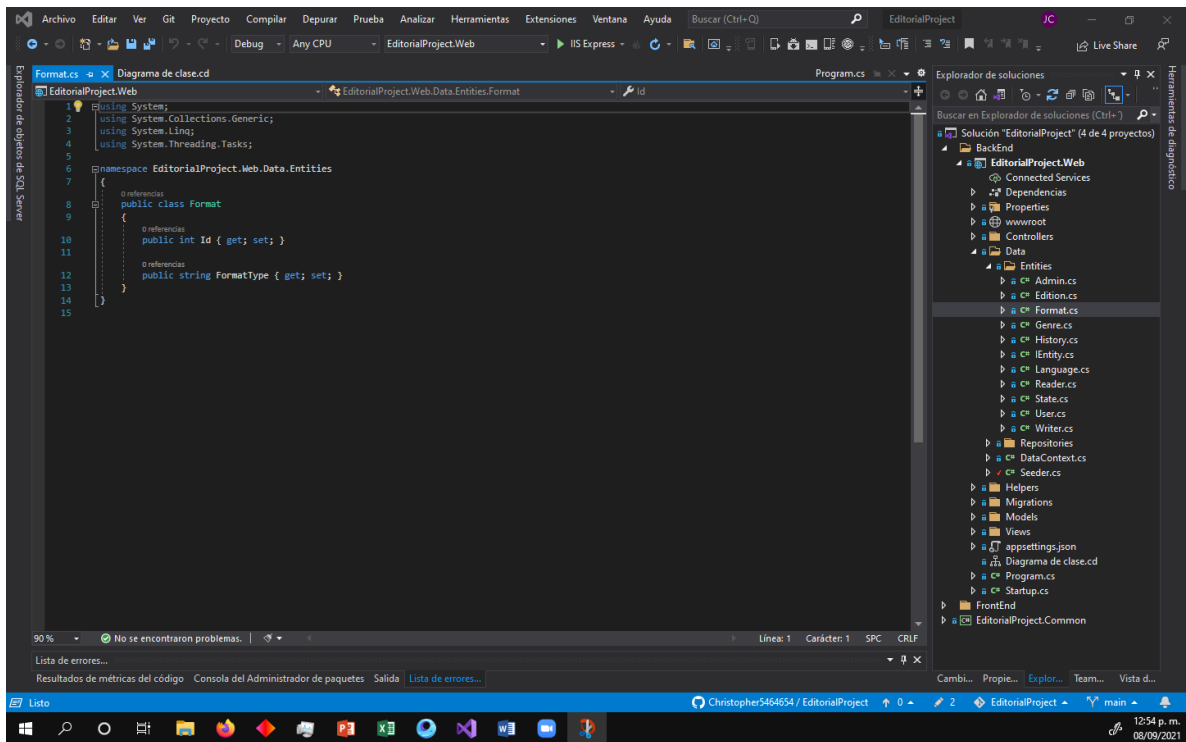 Archivo Editar Ver Git Proyecto Compilar Depurar Prueba Analizar Herramientas Extensiones Ventana Ayuda Buscar (Ctrl+Q) EditorialProject JC
Debug Any CPU EditorialProject.Web IIS Express Live Share
Explorador de objetos de SQL Server
Format.cs Diagrama de clase.cd Program.cs
EditorialProject.Web EditorialProject.Web.Data.Entities.Format Id
1 using System;
2 using System.Collections.Generic;
3 using System.Linq;
4 using System.Threading.Tasks;
5
6 namespace EditorialProject.Web.Data.Entities
7 {
0 referencias
8 public class Format
9 {
0 referencias
10 public int Id { get; set; }
11
0 referencias
12 public string FormatType { get; set; }
13 }
14 }
15
90 % No se encontraron problemas. Línea: 1 Carácter: 1 SPC CRLF
Lista de errores...
Resultados de métricas del código Consola del Administrador de paquetes Salida Lista de errores...
Explorador de soluciones
Buscar en Explorador de soluciones (Ctrl+´)
Solución "EditorialProject" (4 de 4 proyectos)
BackEnd
EditorialProject.Web
Connected Services
Dependencias
Properties
wwwroot
Controllers
Data
Entities
C# Admin.cs
C# Edition.cs
C# Format.cs
C# Genre.cs
C# History.cs
C# IEntity.cs
C# Language.cs
C# Reader.cs
C# State.cs
C# User.cs
C# Writer.cs
Repositories
C# DataContext.cs
C# Seeder.cs
Helpers
Migrations
Models
Views
appsettings.json
Diagrama de clase.cd
C# Program.cs
C# Startup.cs
FrontEnd
C# EditorialProject.Common
Cambi... Propie... Explor... Team... Vista d...
Herramientas de diagnóstico
Listo Christopher5464654 / EditorialProject 0 2 EditorialProject main
12:54 p. m.
08/09/2021